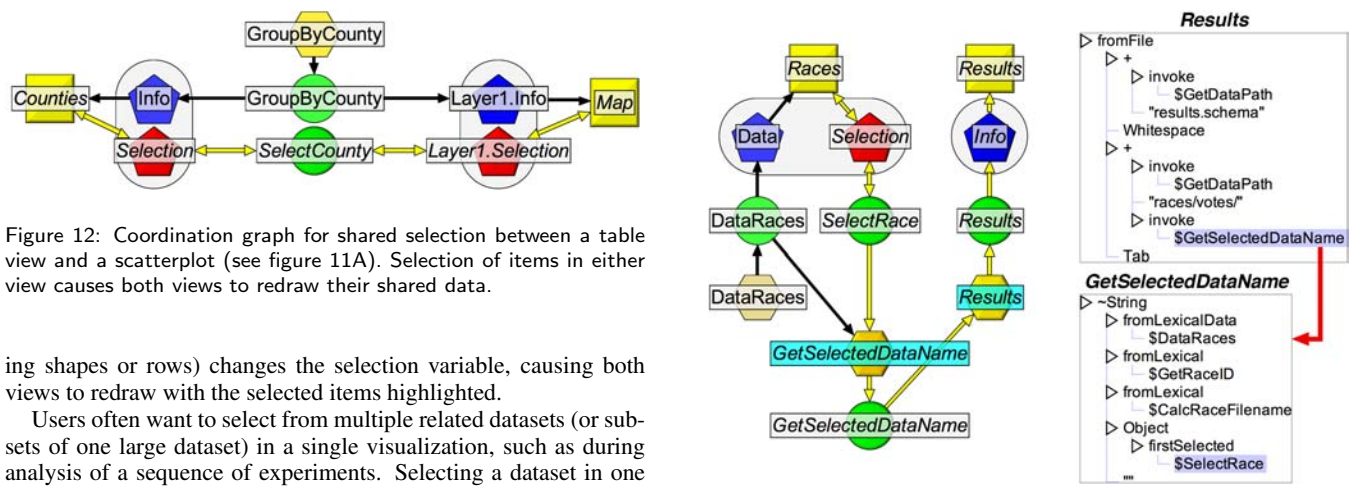 GroupByCounty
Counties
Info
GroupByCounty
Layer1.Info
Map
Selection
SelectCounty
Layer1.Selection
Figure 12: Coordination graph for shared selection between a table
view and a scatterplot (see figure 11A). Selection of items in either
view causes both views to redraw their shared data.
ing shapes or rows) changes the selection variable, causing both
views to redraw with the selected items highlighted.
Users often want to select from multiple related datasets (or sub-
sets of one large dataset) in a single visualization, such as during
analysis of a sequence of experiments. Selecting a dataset in one
Races
Results
Data
Selection
Info
DataRaces
SelectRace
Results
DataRaces
Results
GetSelectedDataName
GetSelectedDataName
Results
fromFile
+
invoke
$GetDataPath
"results.schema"
Whitespace
+
invoke
$GetDataPath
"races/votes/"
invoke
$GetSelectedDataName
Tab
GetSelectedDataName
~String
fromLexicalData
$DataRaces
fromLexical
$GetRaceID
fromLexical
$CalcRaceFilename
Object
firstSelected
$SelectRace
""